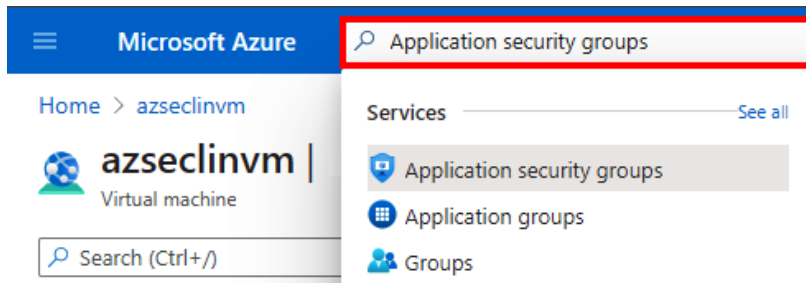 Microsoft Azure
Application security groups
Home > azseclinvm
azseclinvm |
Virtual machine
Search (Ctrl+/)
Services
See all
Application security groups
Application groups
Groups